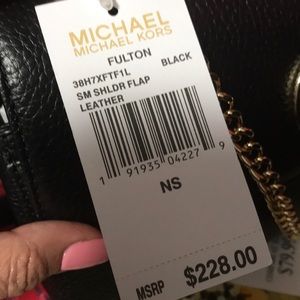 MICHAEL
MICHAEL KORS
FULTON
38H7XFTF1L BLACK
SM SHLDR FLAP
LEATHER
1 91935 04227 9
NS
MSRP $228.00